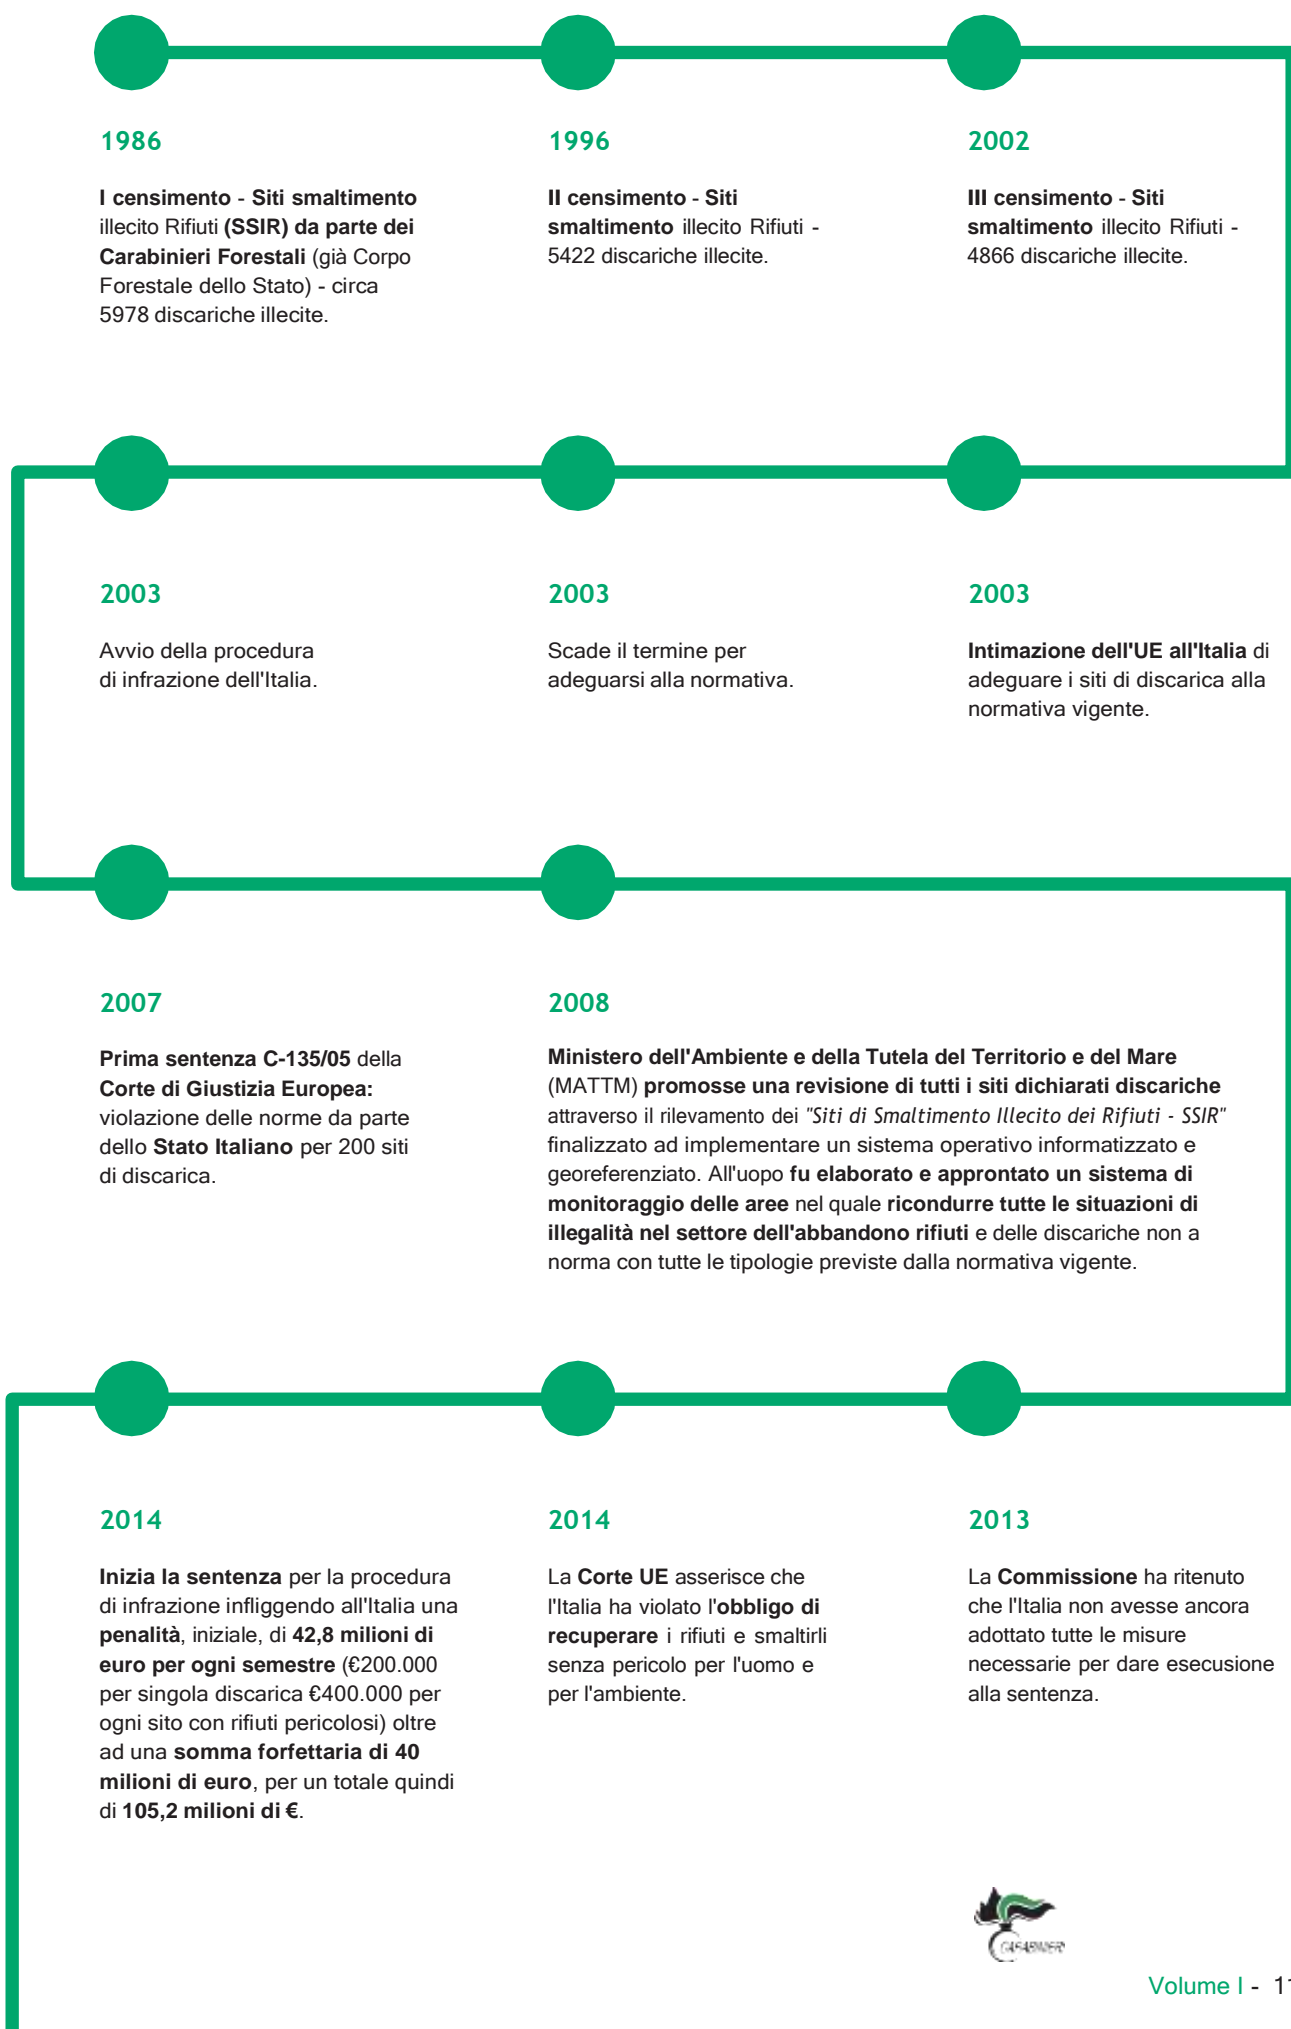 1986
I censimento - Siti smaltimento
illecito Rifiuti (SSIR) da parte dei
Carabinieri Forestali (già Corpo
Forestale dello Stato) - circa
5978 discariche illecite.
1996
II censimento - Siti
smaltimento illecito Rifiuti -
5422 discariche illecite.
2002
III censimento - Siti
smaltimento illecito Rifiuti -
4866 discariche illecite.
2003
Avvio della procedura
di infrazione dell'Italia.
2003
Scade il termine per
adeguarsi alla normativa.
2003
Intimazione dell'UE all'Italia di
adeguare i siti di discarica alla
normativa vigente.
2007
Prima sentenza C-135/05 della
Corte di Giustizia Europea:
violazione delle norme da parte
dello Stato Italiano per 200 siti
di discarica.
2008
Ministero dell'Ambiente e della Tutela del Territorio e del Mare
(MATTM) promosse una revisione di tutti i siti dichiarati discariche
attraverso il rilevamento dei "Siti di Smaltimento Illecito dei Rifiuti - SSIR"
finalizzato ad implementare un sistema operativo informatizzato e
georeferenziato. All'uopo fu elaborato e approntato un sistema di
monitoraggio delle aree nel quale ricondurre tutte le situazioni di
illegalità nel settore dell'abbandono rifiuti e delle discariche non a
norma con tutte le tipologie previste dalla normativa vigente.
2014
Inizia la sentenza per la procedura
di infrazione infliggendo all'Italia una
penalità, iniziale, di 42,8 milioni di
euro per ogni semestre (€200.000
per singola discarica €400.000 per
ogni sito con rifiuti pericolosi) oltre
ad una somma forfettaria di 40
milioni di euro, per un totale quindi
di 105,2 milioni di €.
2014
La Corte UE asserisce che
l'Italia ha violato l'obbligo di
recuperare i rifiuti e smaltirli
senza pericolo per l'uomo e
per l'ambiente.
2013
La Commissione ha ritenuto
che l'Italia non avesse ancora
adottato tutte le misure
necessarie per dare esecusione
alla sentenza.
CARABINIERI
Volume I - 11